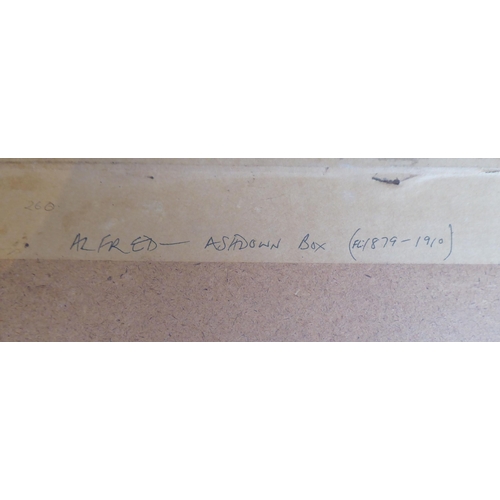 260
ALFRED — ASHDOWN BOX (FL1879-1910)